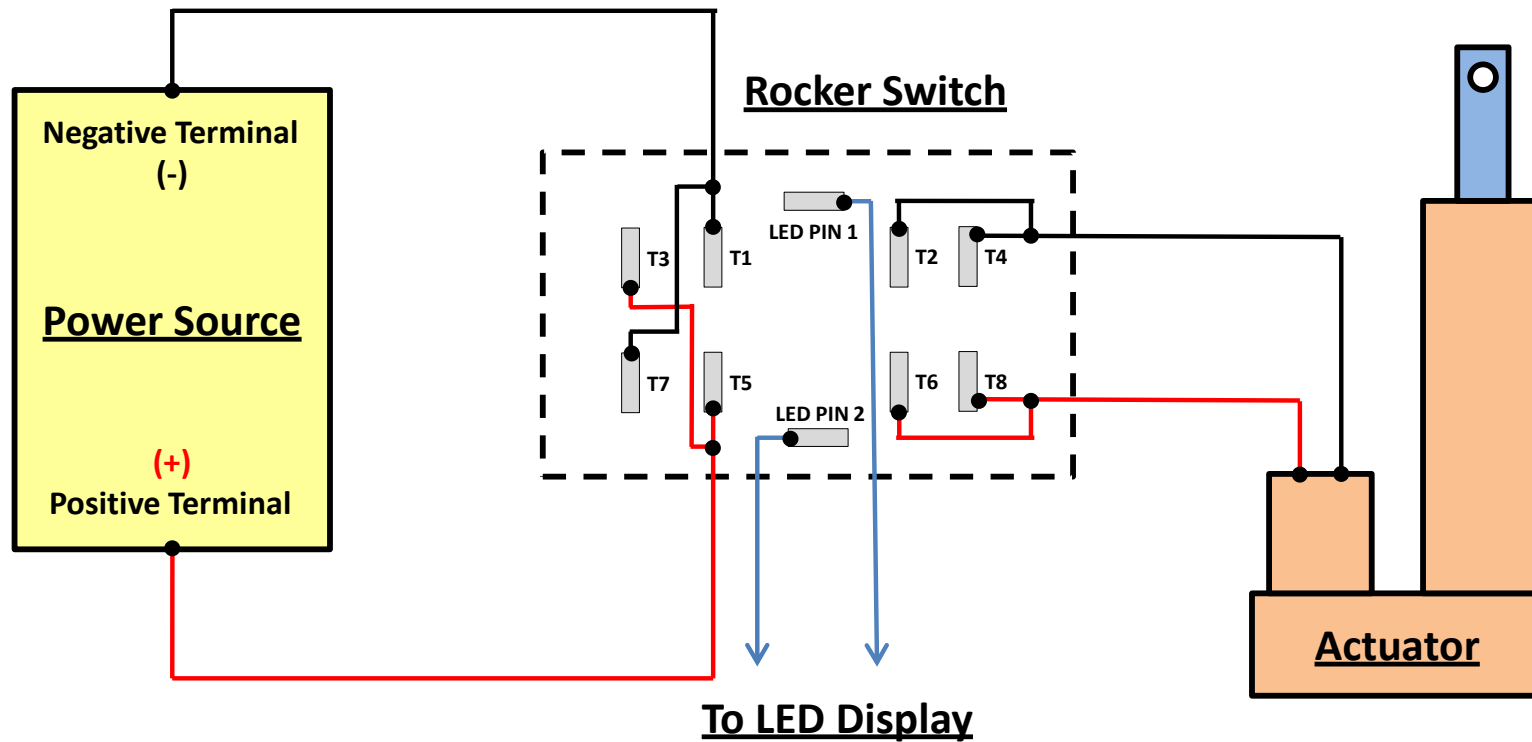 Rocker Switch
Negative Terminal
(-)
Power Source
(+)
Positive Terminal
LED PIN 1
T3
T1
T2
T4
T7
T5
T6
T8
LED PIN 2
Actuator
To LED Display